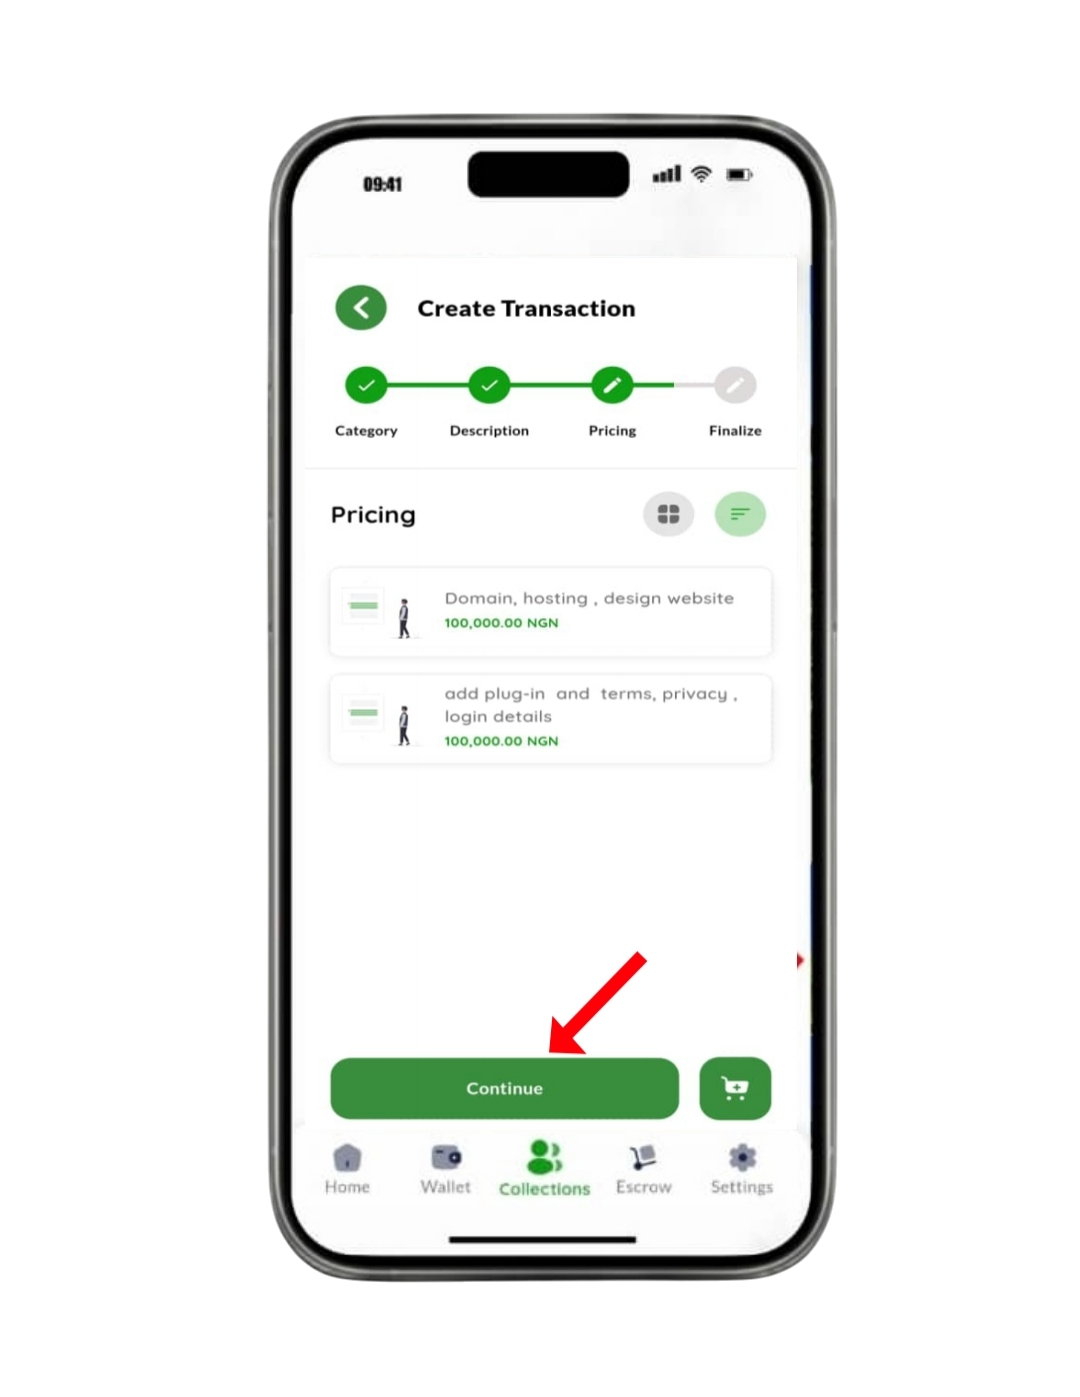 09:41
Create Transaction
Category Description Pricing Finalize
Pricing
Domain, hosting , design website
100,000.00 NGN
add plug-in and terms, privacy ,
login details
100,000.00 NGN
Continue
Home Wallet Collections Escrow Settings